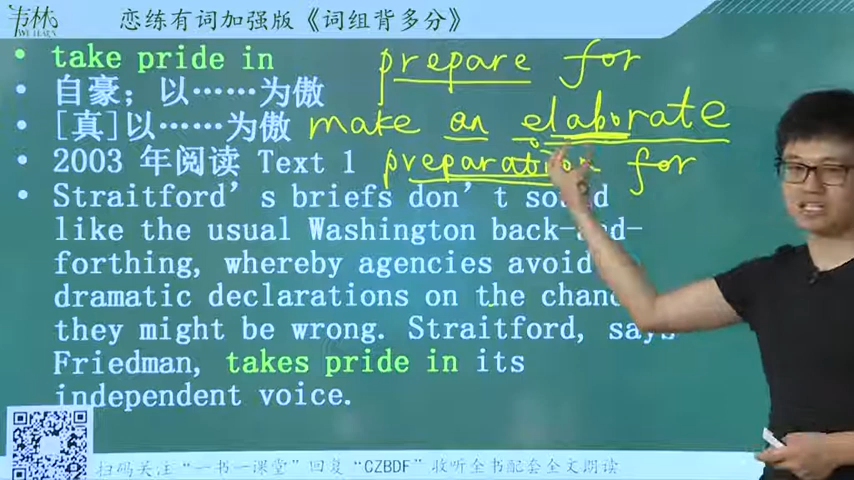 韦林
WE LEARN
恋练有词加强版《词组背多分》
take pride in
prepare for
自豪；以……为傲
[真]以……为傲
make an elaborate
preparation for
2003 年阅读 Text 1
Straitford’s briefs don’t sound
like the usual Washington back-and-
forthing, whereby agencies avoid
dramatic declarations on the chance
they might be wrong. Straitford, says
Friedman, takes pride in its
independent voice.
扫码关注“一书一课堂”回复“CZBDF”收听全书配套全文朗读